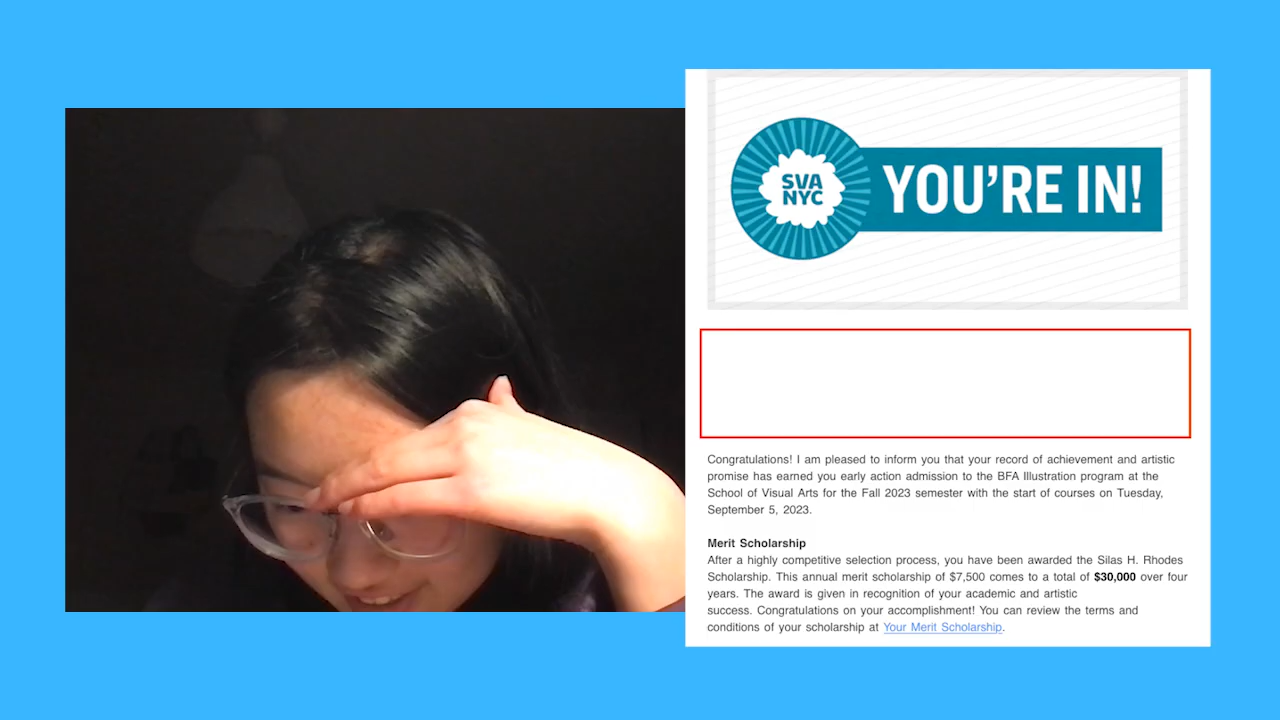 SVA
NYC
YOU'RE IN!
Congratulations! I am pleased to inform you that your record of achievement and artistic
promise has earned you early action admission to the BFA Illustration program at the
School of Visual Arts for the Fall 2023 semester with the start of courses on Tuesday,
September 5, 2023.
Merit Scholarship
After a highly competitive selection process, you have been awarded the Silas H. Rhodes
Scholarship. This annual merit scholarship of $7,500 comes to a total of $30,000 over four
years. The award is given in recognition of your academic and artistic
success. Congratulations on your accomplishment! You can review the terms and
conditions of your scholarship at Your Merit Scholarship.